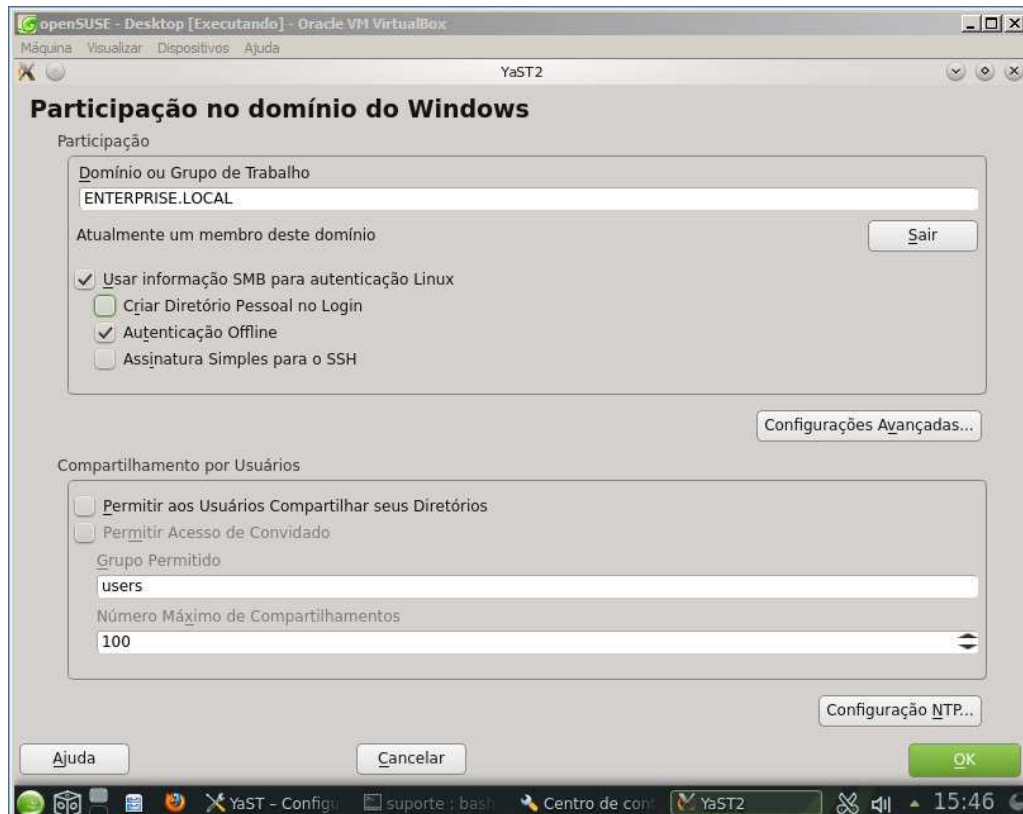 openSUSE - Desktop [Executando] - Oracle VM VirtualBox
Máquina Visualizar Dispositivos Ajuda
YaST2
Participação no domínio do Windows
Participação
Domínio ou Grupo de Trabalho
ENTERPRISE.LOCAL
Atualmente um membro deste domínio
Sair
Usar informação SMB para autenticação Linux
Criar Diretório Pessoal no Login
Autenticação Offline
Assinatura Simples para o SSH
Configurações Avançadas...
Compartilhamento por Usuários
Permitir aos Usuários Compartilhar seus Diretórios
Permitir Acesso de Convidado
Grupo Permitido
users
Número Máximo de Compartilhamentos
100
Configuração NTP...
Ajuda Cancelar OK
YaST - Configu suporte : bash Centro de cont YaST2 15:46